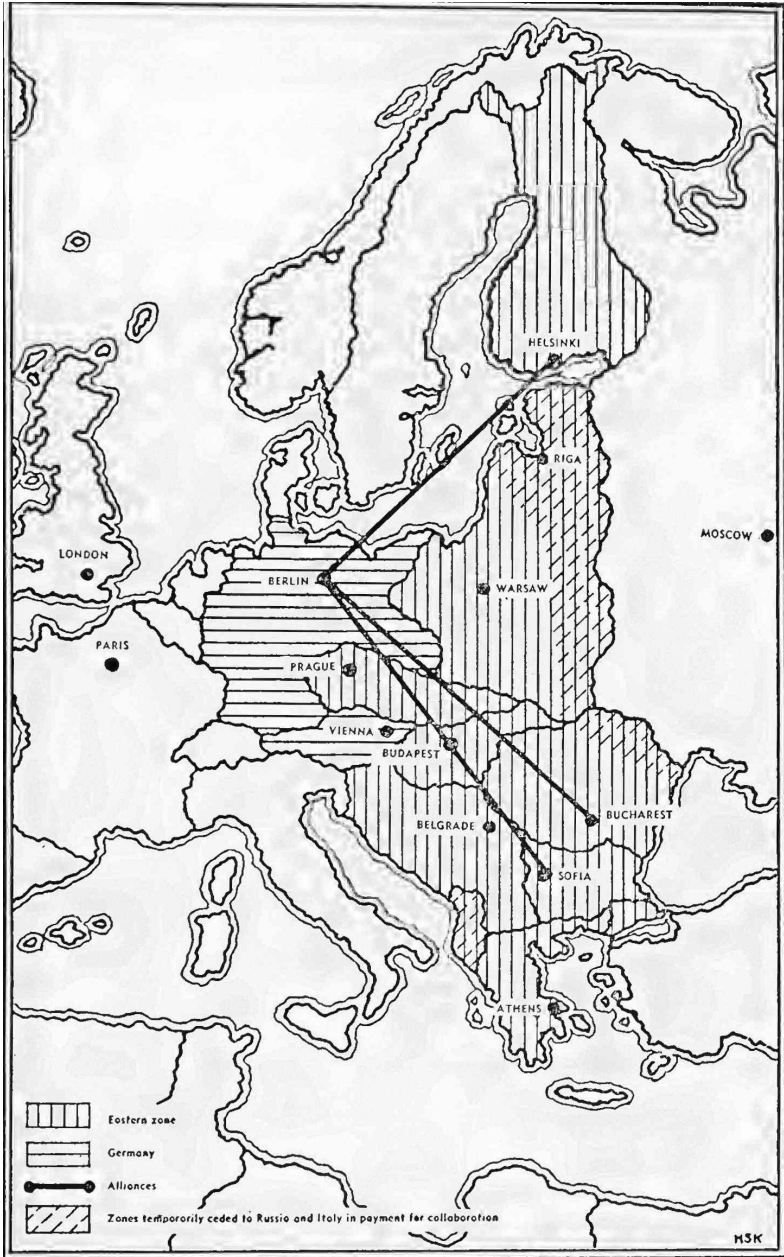 HELSINKI
RIGA
MOSCOW
LONDON
BERLIN
WARSAW
PARIS
PRAGUE
VIENNA
BUDAPEST
BUCHAREST
BELGRADE
SOFIA
ATHENS
Eastern zone
Germany
Alliances
Zones temporarily ceded to Russia and Italy in payment for collaboration
MSK